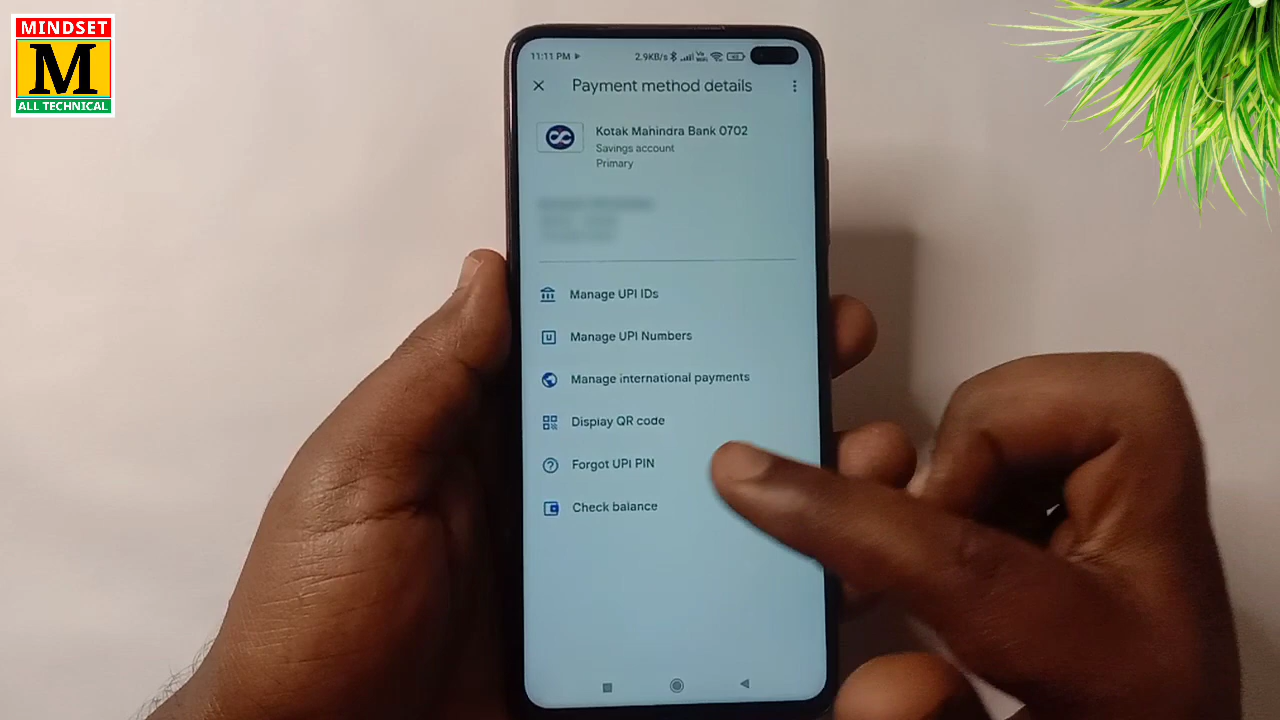 MINDSET
M
ALL TECHNICAL
11:11 PM
2.9KB/s
Payment method details
Kotak Mahindra Bank 0702
Savings account
Primary
Manage UPI IDs
Manage UPI Numbers
Manage international payments
Display QR code
Forgot UPI PIN
Check balance